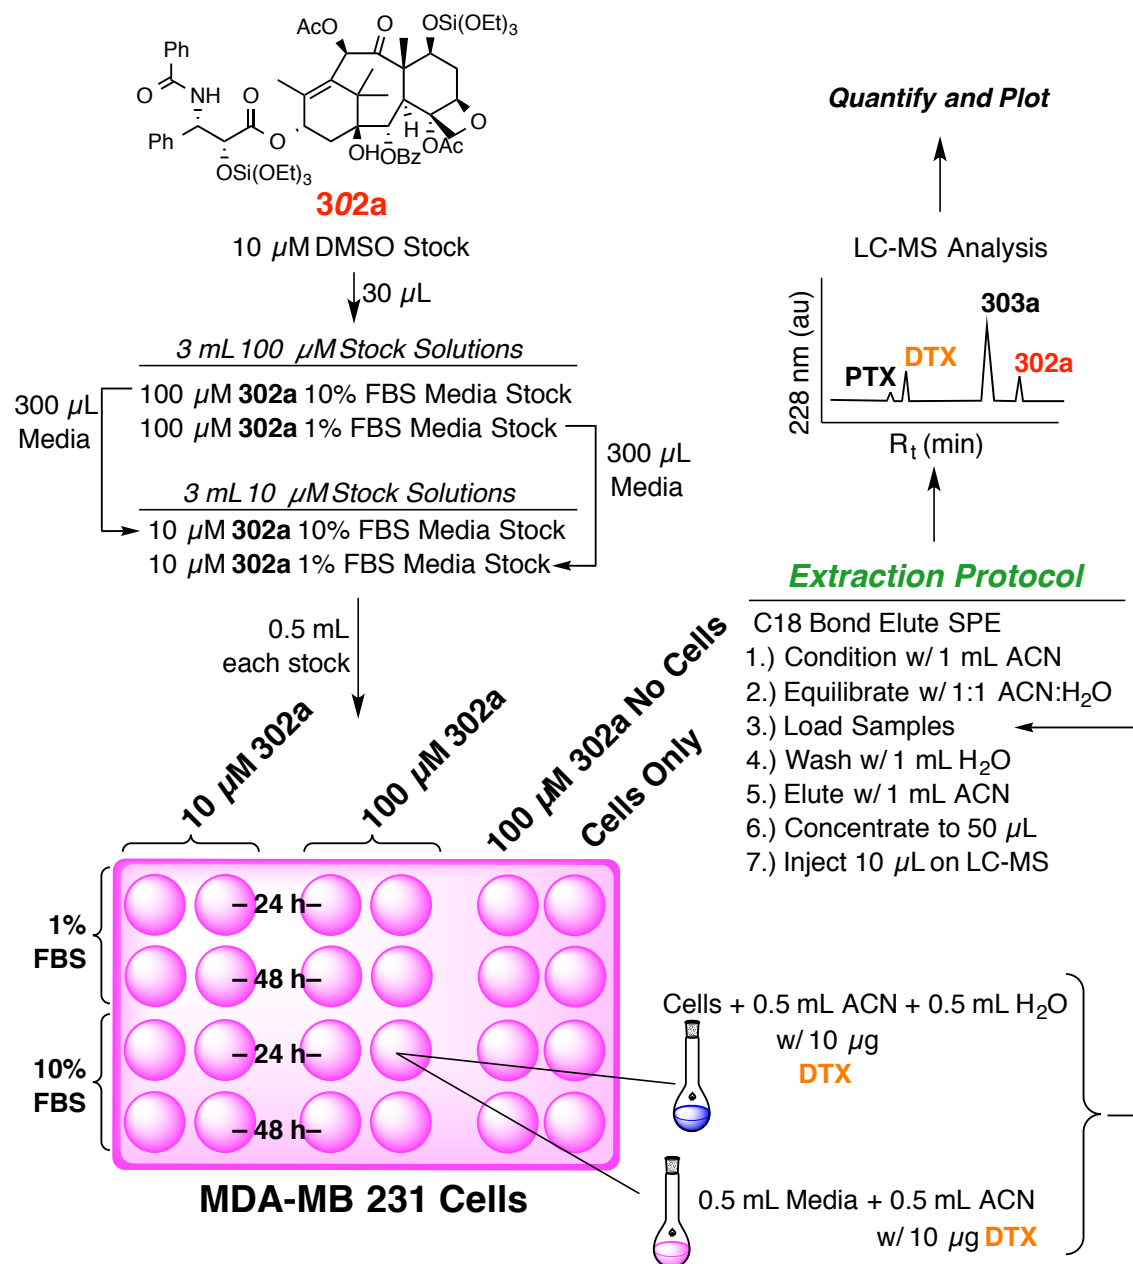 AcO
O
OSi(OEt)3
Ph
O
NH
O
Ph
O
OSi(OEt)3
OH
OBz
H
OAc
O
302a
10 µM DMSO Stock
30 µL
3 mL 100 µM Stock Solutions
100 µM 302a 10% FBS Media Stock
100 µM 302a 1% FBS Media Stock
300 µL
Media
300 µL
Media
3 mL 10 µM Stock Solutions
10 µM 302a 10% FBS Media Stock
10 µM 302a 1% FBS Media Stock
0.5 mL
each stock
10 µM 302a
100 µM 302a
100 µM 302a No Cells
Cells Only
1%
FBS
– 24 h–
– 48 h–
10%
FBS
– 24 h–
– 48 h–
MDA-MB 231 Cells
Cells + 0.5 mL ACN + 0.5 mL H2O
w/ 10 µg
DTX
0.5 mL Media + 0.5 mL ACN
w/ 10 µg DTX
Extraction Protocol
C18 Bond Elute SPE
1.) Condition w/ 1 mL ACN
2.) Equilibrate w/ 1:1 ACN:H2O
3.) Load Samples
4.) Wash w/ 1 mL H2O
5.) Elute w/ 1 mL ACN
6.) Concentrate to 50 µL
7.) Inject 10 µL on LC-MS
LC-MS Analysis
228 nm (au)
PTX
DTX
303a
302a
Rt (min)
Quantify and Plot